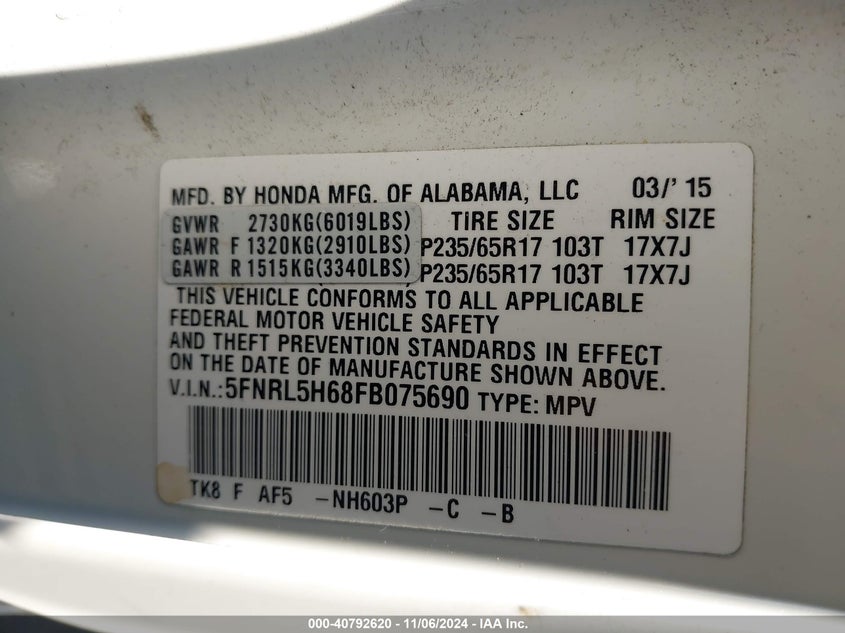 MFD. BY HONDA MFG. OF ALABAMA, LLC 03/'15
GVWR 2730KG(6019LBS) TIRE SIZE RIM SIZE
GAWR F 1320KG(2910LBS) P235/65R17 103T 17X7J
GAWR R 1515KG(3340LBS) P235/65R17 103T 17X7J
THIS VEHICLE CONFORMS TO ALL APPLICABLE
FEDERAL MOTOR VEHICLE SAFETY
AND THEFT PREVENTION STANDARDS IN EFFECT
ON THE DATE OF MANUFACTURE SHOWN ABOVE.
V.I.N.:5FNRL5H68FB075690 TYPE: MPV
TK8 F AF5 -NH603P -C -B
000-40792620 - 11/06/2024 - IAA Inc.